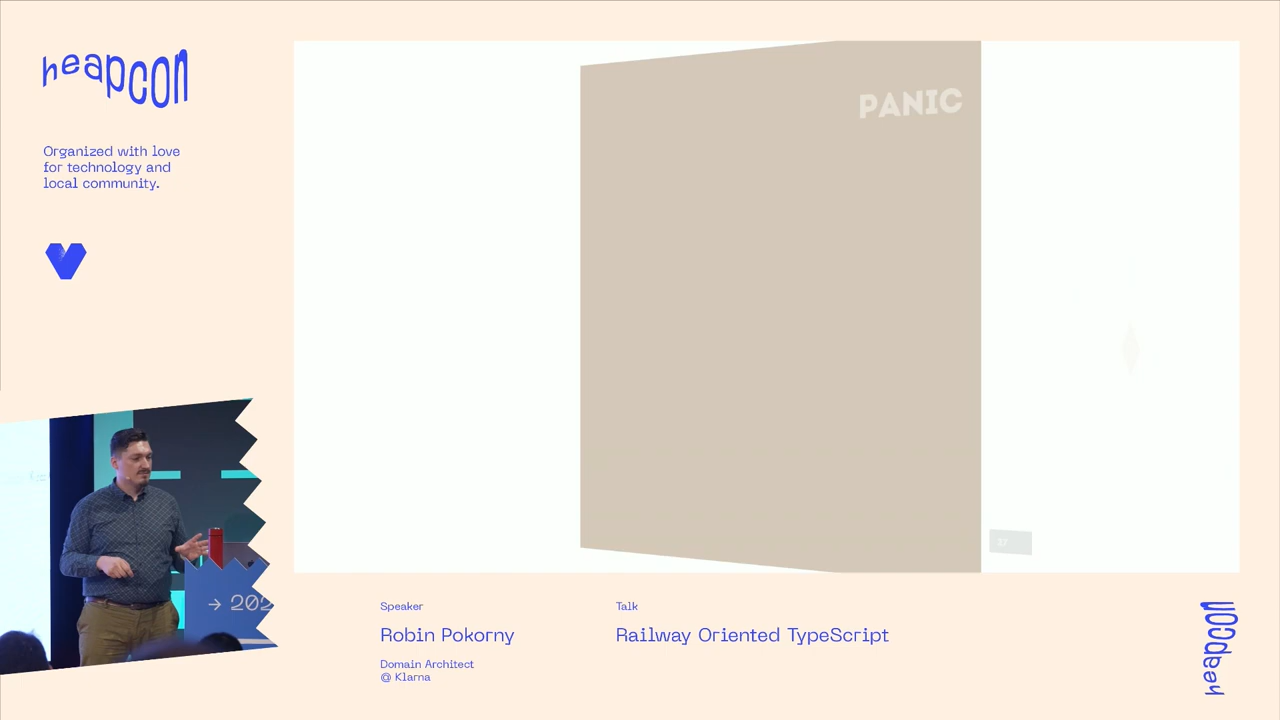 heapcon
Organized with love
for technology and
local community.
PANIC
→ 202
Speaker
Robin Pokorny
Domain Architect
@ Klarna
Talk
Railway Oriented TypeScript
heapcon